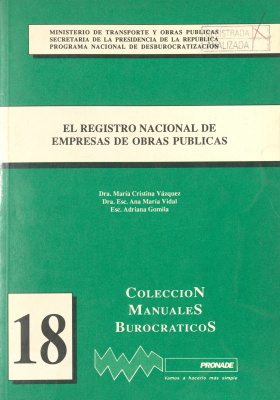 MINISTERIO DE TRANSPORTE Y OBRAS PUBLICAS
SECRETARIA DE LA PRESIDENCIA DE LA REPUBLICA
PROGRAMA NACIONAL DE DESBUROCRATIZACIÓN
EL REGISTRO NACIONAL DE
EMPRESAS DE OBRAS PUBLICAS
Dra. María Cristina Vázquez
Dra. Esc. Ana María Vidal
Esc. Adriana Gomila
18
COLECCION
MANUALES
BUROCRATICOS
PRONADE
Vamos a hacerlo más simple